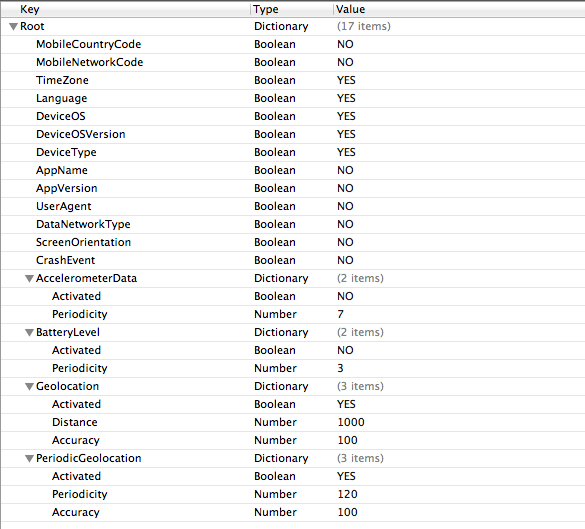 Key Type Value
Root Dictionary (17 items)
MobileCountryCode Boolean NO
MobileNetworkCode Boolean NO
TimeZone Boolean YES
Language Boolean YES
DeviceOS Boolean YES
DeviceOSVersion Boolean YES
DeviceType Boolean YES
AppName Boolean NO
AppVersion Boolean NO
UserAgent Boolean NO
DataNetworkType Boolean NO
ScreenOrientation Boolean NO
CrashEvent Boolean NO
AccelerometerData Dictionary (2 items)
Activated Boolean NO
Periodicity Number 7
BatteryLevel Dictionary (2 items)
Activated Boolean NO
Periodicity Number 3
Geolocation Dictionary (3 items)
Activated Boolean YES
Distance Number 1000
Accuracy Number 100
PeriodicGeolocation Dictionary (3 items)
Activated Boolean YES
Periodicity Number 120
Accuracy Number 100